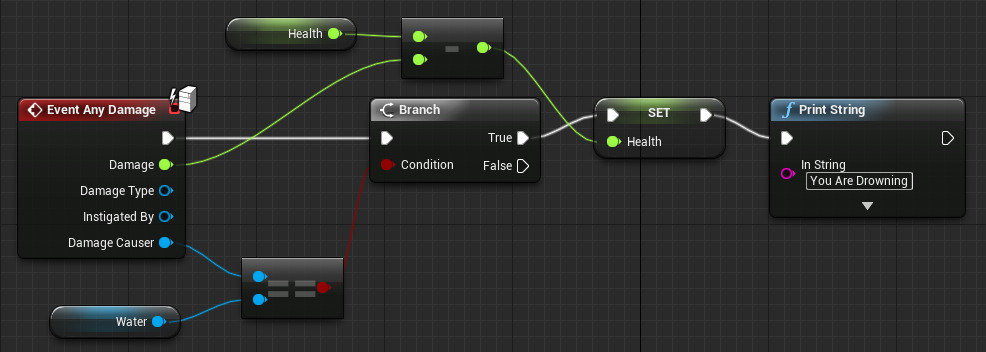 Health
Event Any Damage
Damage
Damage Type
Instigated By
Damage Causer
Water
Branch
True
Condition
False
SET
Health
Print String
In String
You Are Drowning